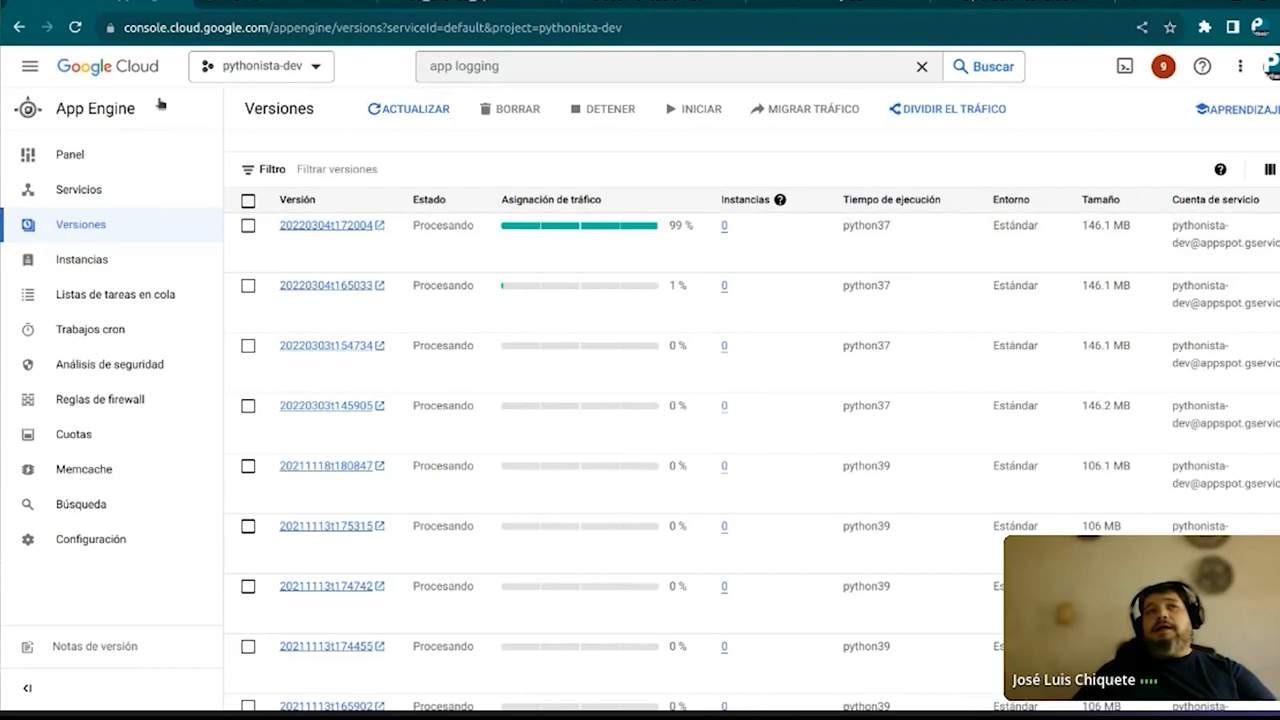 console.cloud.google.com/appengine/versions?serviceId=default&project=pythonista-dev
Google Cloud
pythonista-dev
app logging
Buscar
9
App Engine
Versiones
ACTUALIZAR
BORRAR
DETENER
INICIAR
MIGRAR TRÁFICO
DIVIDIR EL TRÁFICO
APRENDIZAJ
Panel
Servicios
Versiones
Instancias
Listas de tareas en cola
Trabajos cron
Análisis de seguridad
Reglas de firewall
Cuotas
Memcache
Búsqueda
Configuración
Notas de versión
Filtro Filtrar versiones
Versión Estado Asignación de tráfico Instancias Tiempo de ejecución Entorno Tamaño Cuenta de servicio
20220304t172004 Procesando 99 % 0 python37 Estándar 146.1 MB pythonista-
dev@appspot.gservic
20220304t165033 Procesando 1 % 0 python37 Estándar 146.1 MB pythonista-
dev@appspot.gservic
20220303t154734 Procesando 0 % 0 python37 Estándar 146.1 MB pythonista-
dev@appspot.gservic
20220303t145905 Procesando 0 % 0 python37 Estándar 146.2 MB pythonista-
dev@appspot.gservic
20211118t180847 Procesando 0 % 0 python39 Estándar 106.1 MB pythonista-
dev@appspot.gservic
20211113t175315 Procesando 0 % 0 python39 Estándar 106 MB pythonista-
20211113t174742 Procesando 0 % 0 python39
20211113t174455 Procesando 0 % 0 python39
20211113t165902 Procesando 0 % 0 python39
José Luis Chiquete